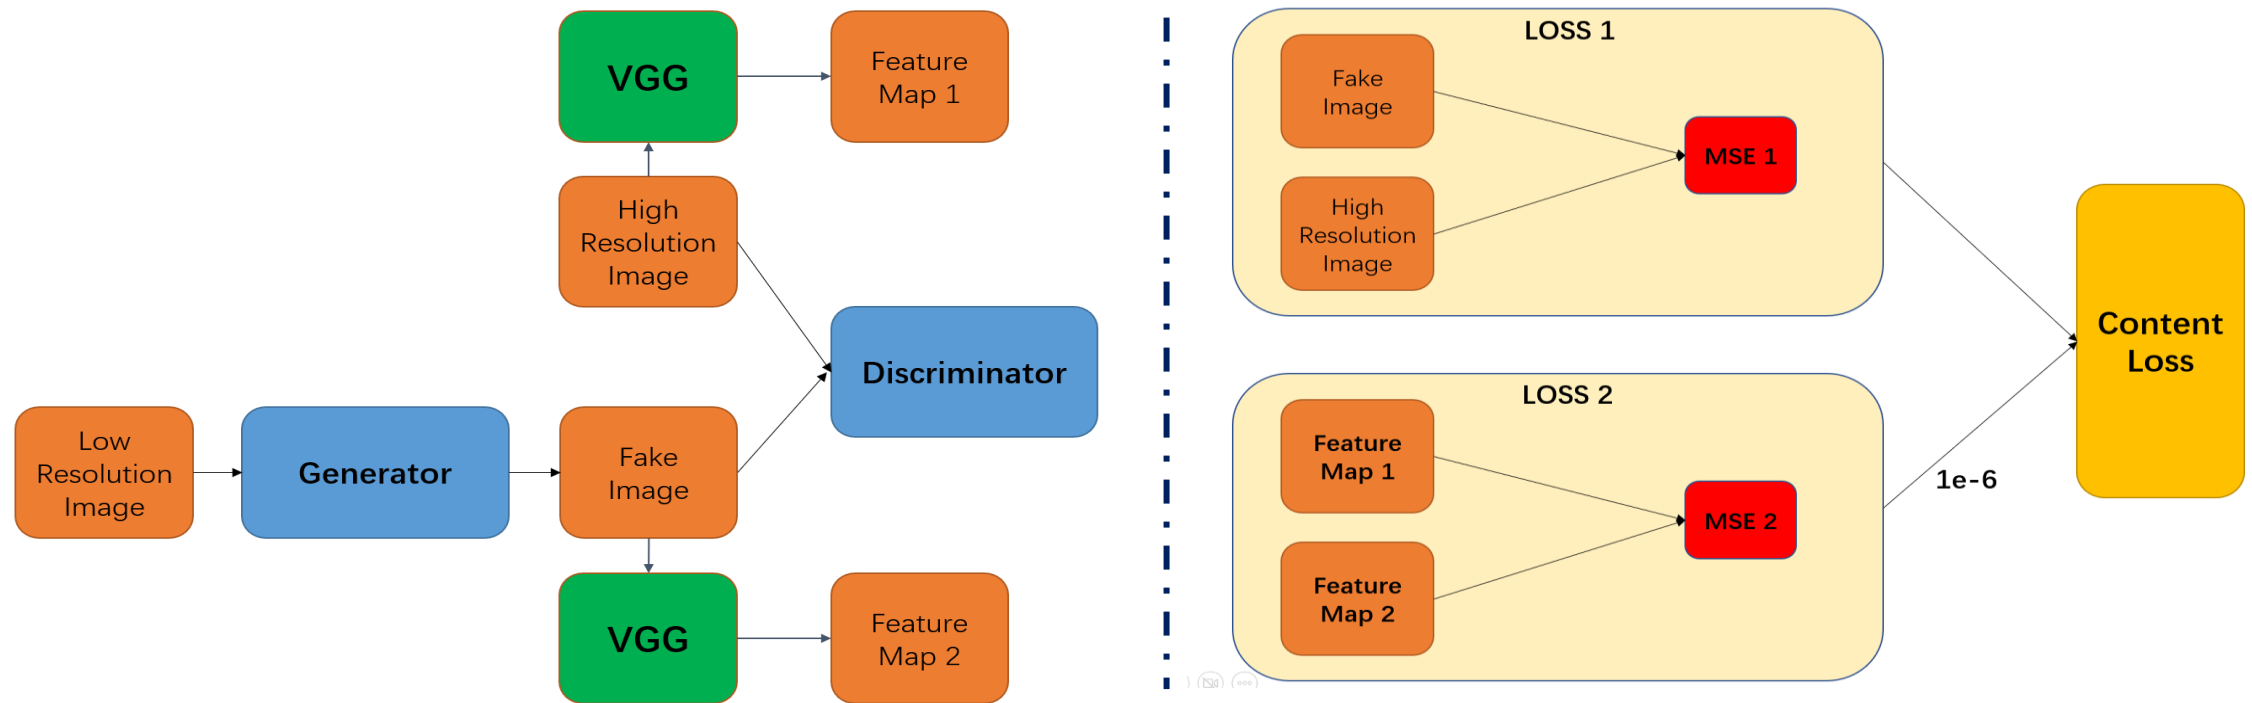 VGG
Feature
Map 1
High
Resolution
Image
Discriminator
Low
Resolution
Image
Generator
Fake
Image
VGG
Feature
Map 2
LOSS 1
Fake
Image
High
Resolution
Image
MSE 1
LOSS 2
Feature
Map 1
Feature
Map 2
MSE 2
1e-6
Content
Loss